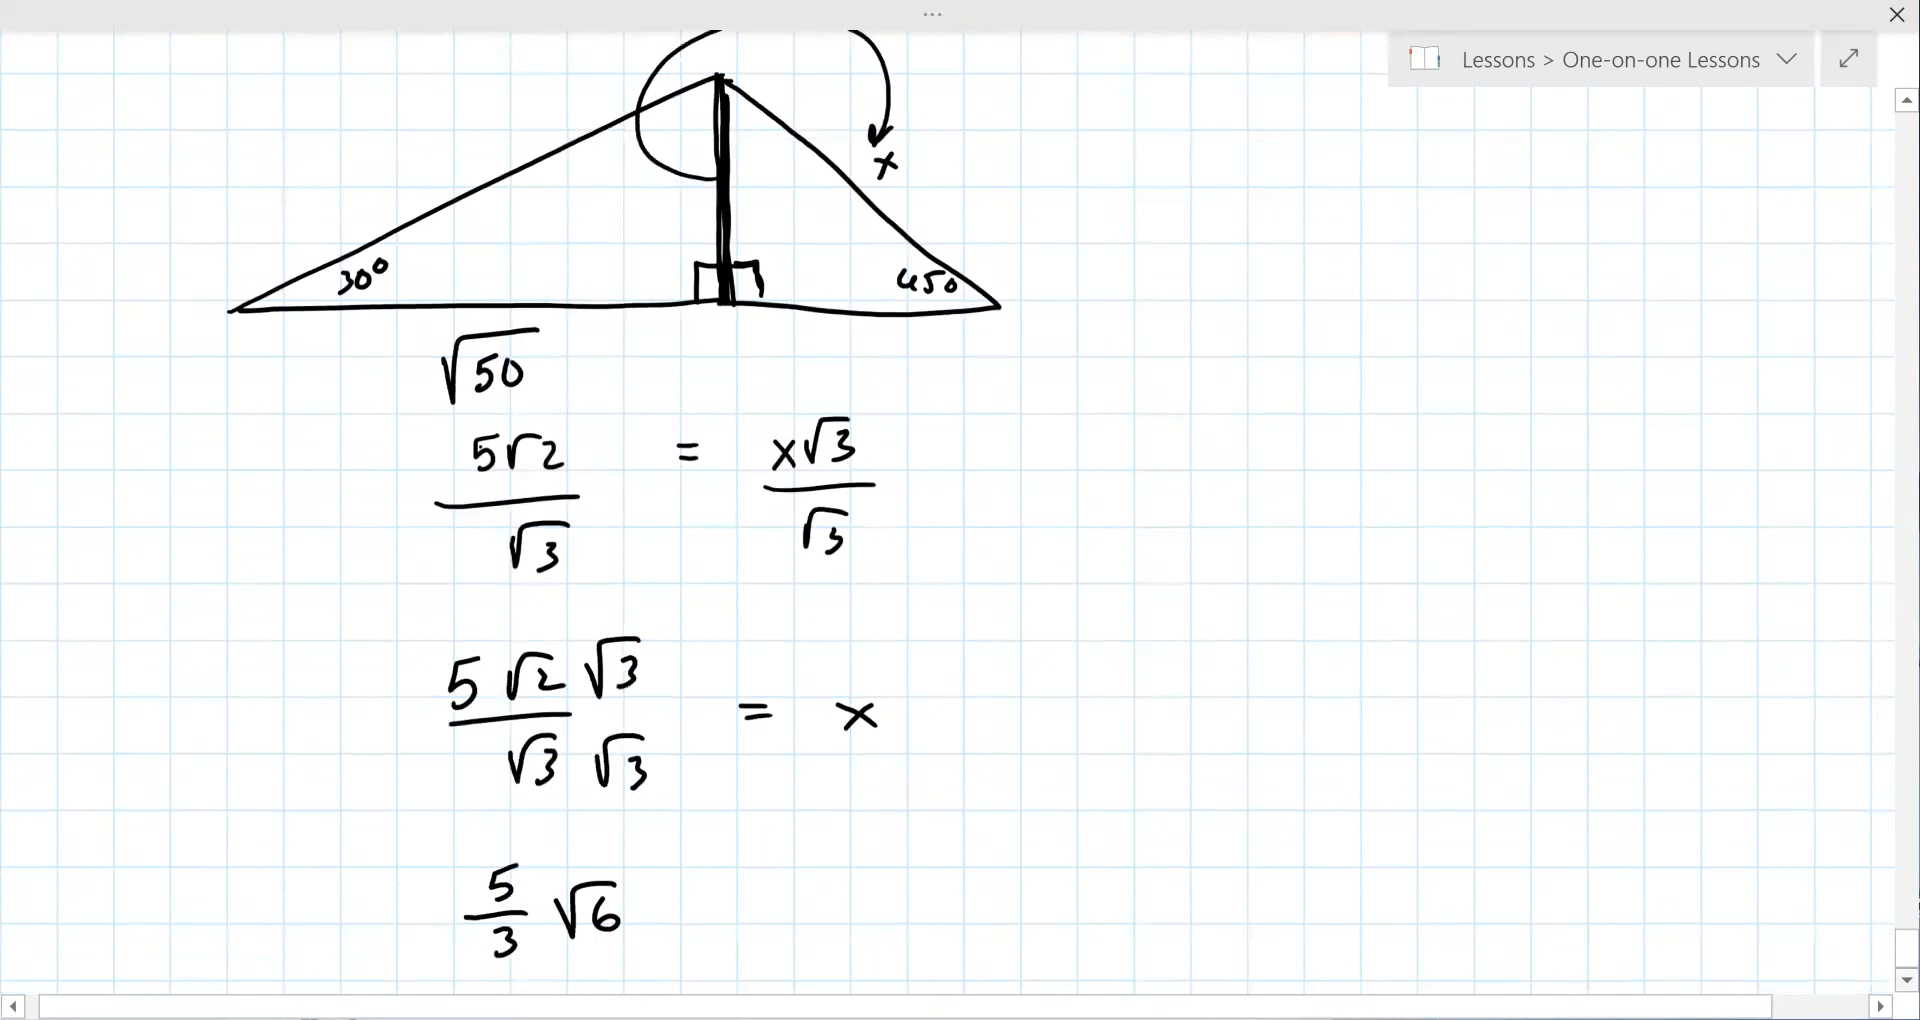 ...
Lessons > One-on-one Lessons
x
30° 45°
√50
5√2 = x√3
√3 √3
5 √2 √3
= x
√3 √3
5
√6
3